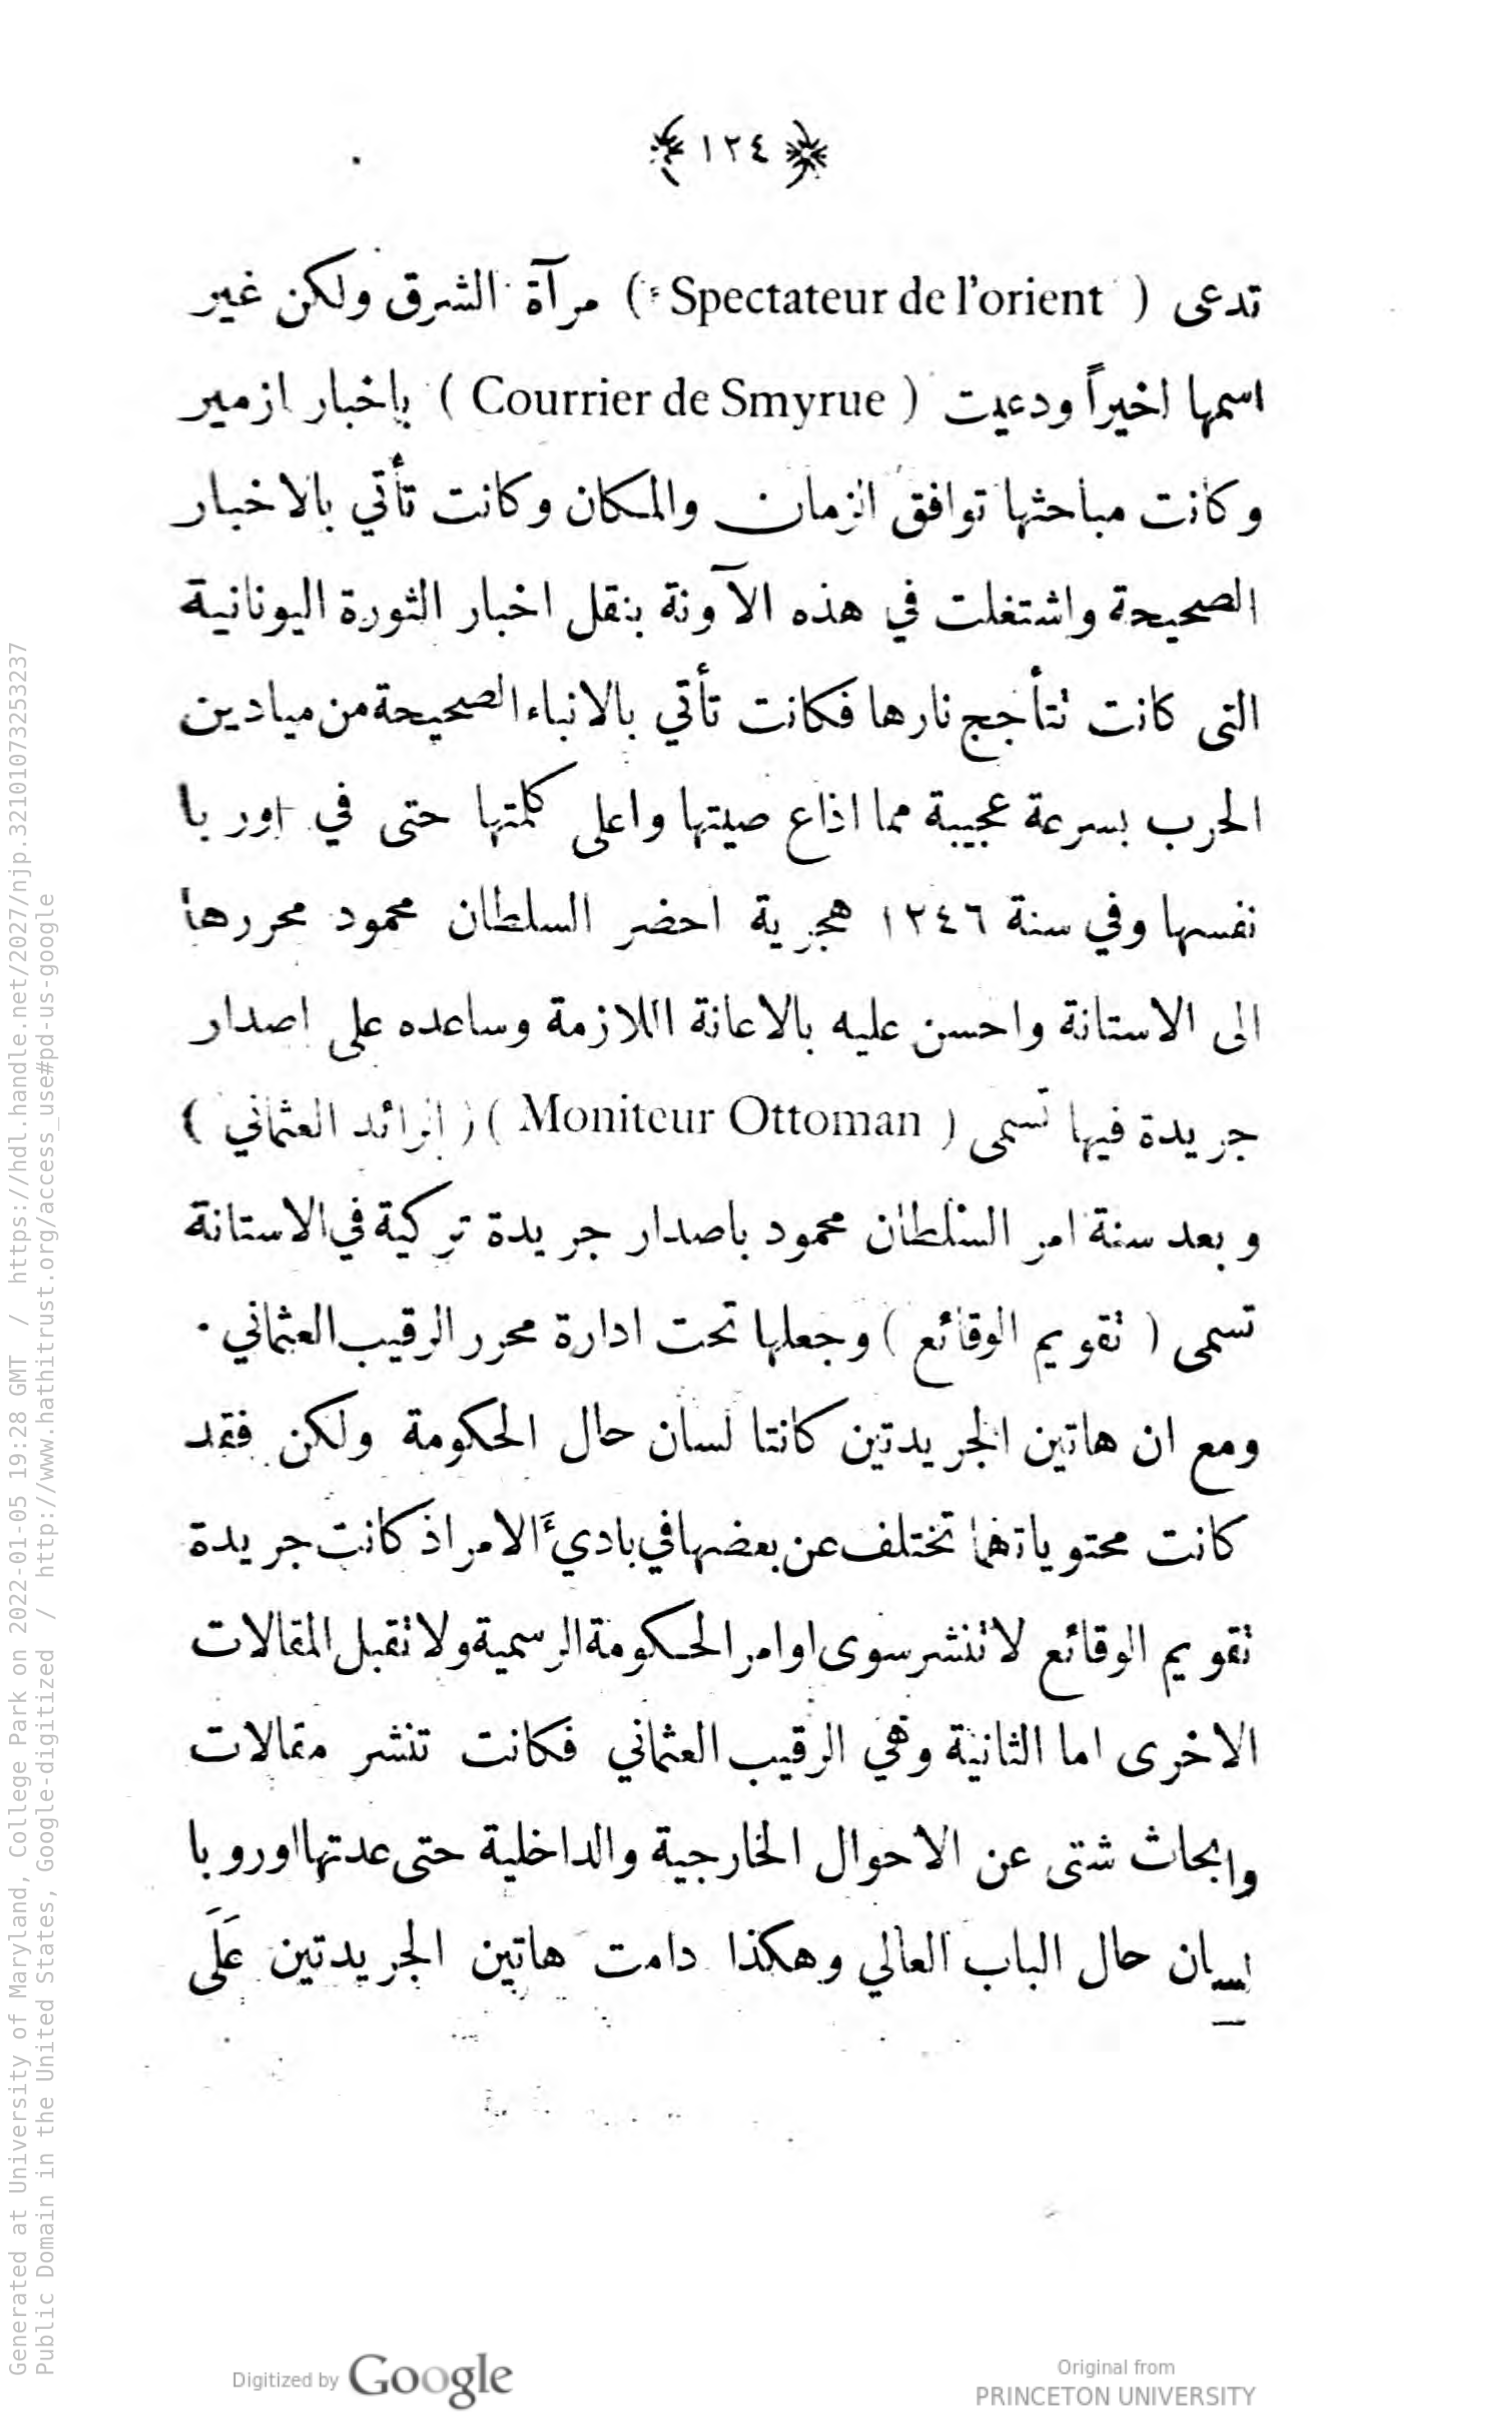 ﴿ ١٢٤ ﴾
تدعى ( Spectateur de l'orient ) مرآة الشرق ولكن غير
اسمها اخيراً ودعيت ( Courrier de Smyrue ) باخبار ازمير
وكانت مباحثها توافق الزمان والمكان وكانت تأتي بالاخبار
الصحيحة واشتغلت في هذه الآونة بنقل اخبار الثورة اليونانية
التى كانت نتأجج نارها فكانت تأتي بالانباء الصحيحة من ميادين
الحرب بسرعة عجيبة مما اذاع صيتها واعلى كلمتها حتى في اوربا
نفسها وفي سنة ١٢٤٦ هجرية احضر السلطان محمود محررها
الى الاستانة واحسن عليه بالاعانة اللازمة وساعده على اصدار
جريدة فيها تسمى ( Moniteur Ottoman ) ( الرائد العثماني )
وبعد سنة امر السلطان محمود باصدار جريدة تركية في الاستانة
تسمى ( نقويم الوقائع ) وجعلها تحت ادارة محرر الرقيب العثماني ·
ومع ان هاتين الجريدتين كانتا لسان حال الحكومة ولكن فقد
كانت محتوياتهما تختلف عن بعضها في باديء الامر اذ كانت جريدة
نقويم الوقائع لا ننشر سوى اوامر الحكومة الرسمية ولا نقبل المقالات
الاخرى اما الثانية وهي الرقيب العثماني فكانت تنشر مقالات
وابحاث شتى عن الاحوال الخارجية والداخلية حتى عدتها اوروبا
لسان حال الباب العالي وهكذا دامت هاتين الجريدتين عَلَى
Generated at University of Maryland, College Park on 2022-01-05 19:28 GMT / https://hdl.handle.net/2027/njp.32101073253237
Public Domain in the United States, Google-digitized / http://www.hathitrust.org/access_use#pd-us-google
Digitized by Google
Original from
PRINCETON UNIVERSITY